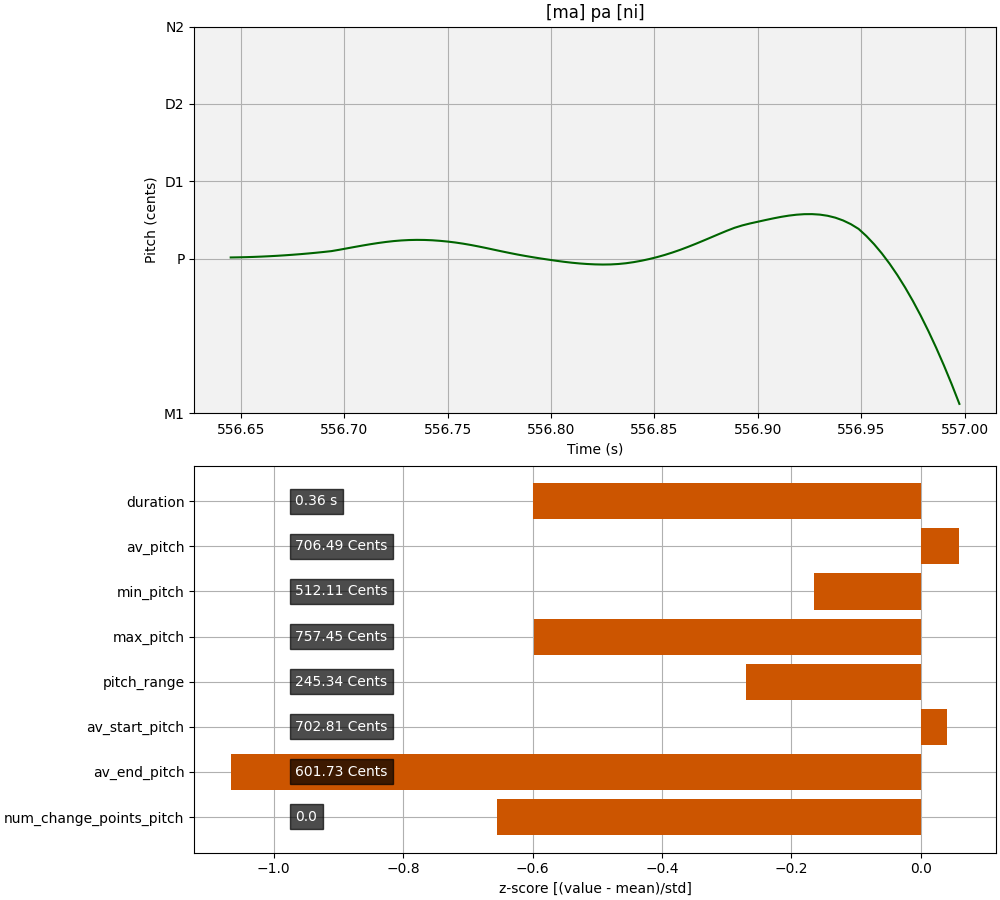 [ma] pa [ni]
N2
D2
D1
P
M1
Pitch (cents)
556.65 556.70 556.75 556.80 556.85 556.90 556.95 557.00
Time (s)
duration 0.36 s
av_pitch 706.49 Cents
min_pitch 512.11 Cents
max_pitch 757.45 Cents
pitch_range 245.34 Cents
av_start_pitch 702.81 Cents
av_end_pitch 601.73 Cents
num_change_points_pitch 0.0
−1.0 −0.8 −0.6 −0.4 −0.2 0.0
z-score [(value - mean)/std]